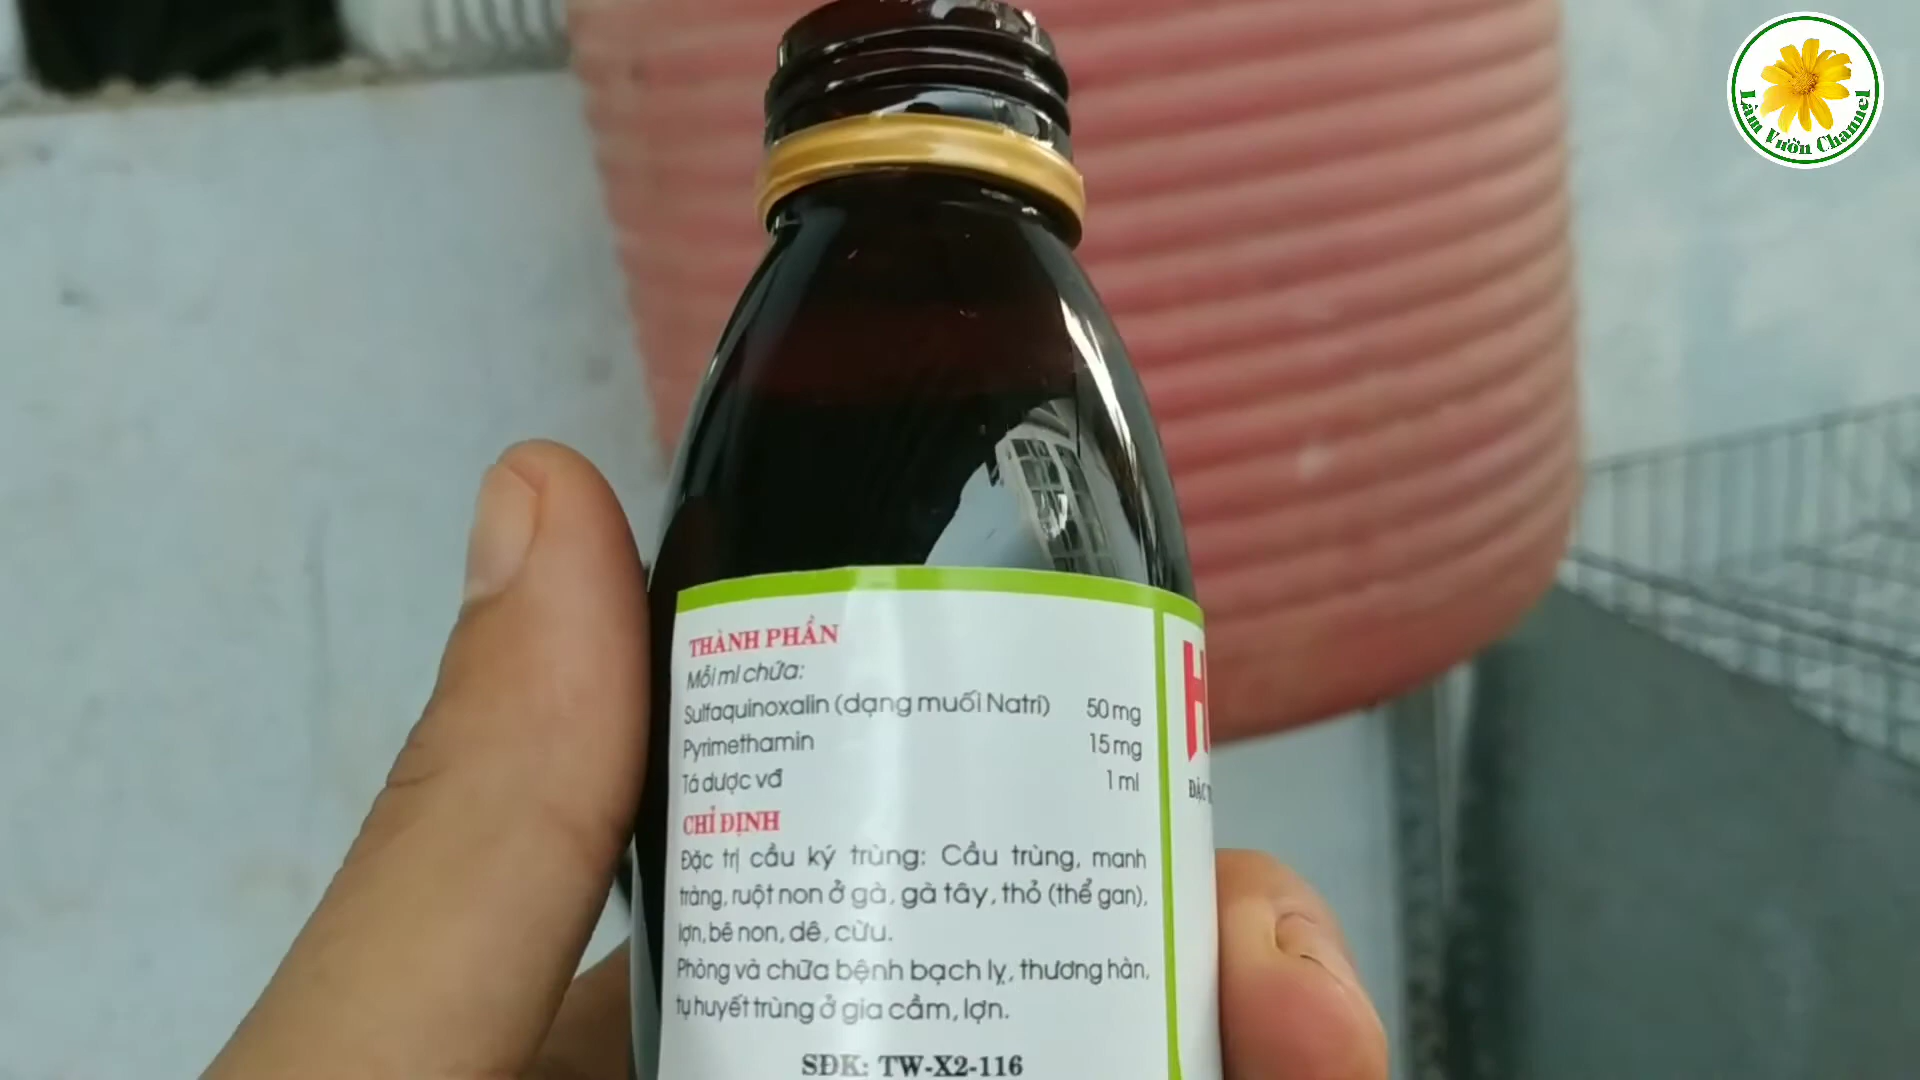 Làm Vườn Channel
THÀNH PHẦN
Mỗi ml chứa:
Sulfaquinoxalin (dạng muối Natri) 50 mg
Pyrimethamin 15 mg
Tá dược vđ 1 ml
CHỈ ĐỊNH
Đặc trị cầu ký trùng: Cầu trùng, manh
tràng, ruột non ở gà, gà tây, thỏ (thể gan),
lợn, bê non, dê, cừu.
Phòng và chữa bệnh bạch lỵ, thương hàn,
tụ huyết trùng ở gia cầm, lợn.
SĐK: TW-X2-116